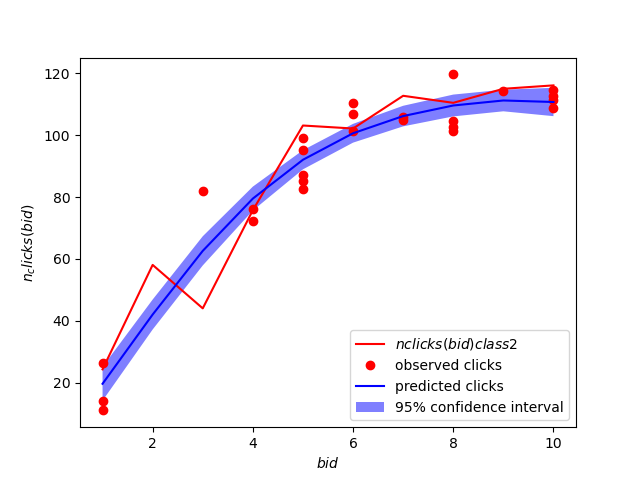 120
100
80
60
40
20
n_clicks(bid)
nclicks(bid)class2
observed clicks
predicted clicks
95% confidence interval
2 4 6 8 10
bid